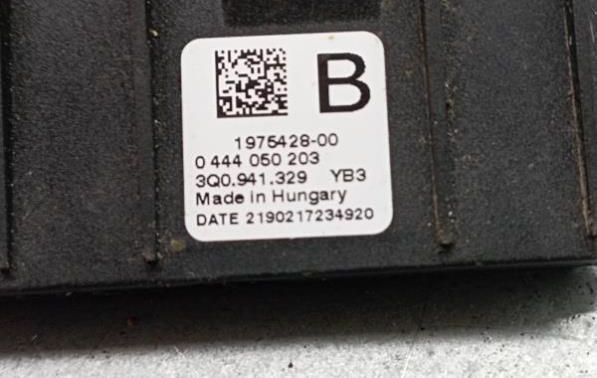 B
1975428-00
0 444 050 203
3Q0.941.329 YB3
Made in Hungary
DATE 2190217234920